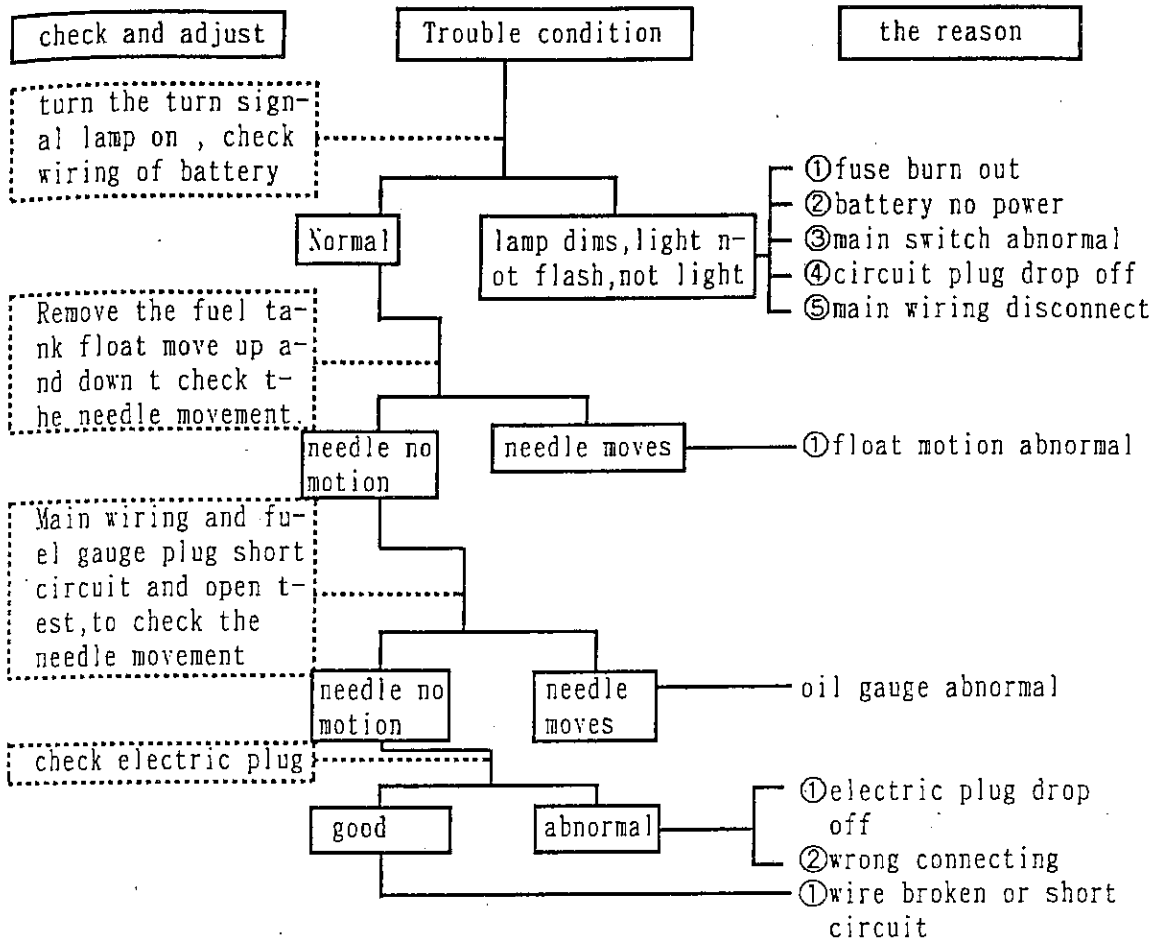 check and adjust
Trouble condition
the reason
turn the turn sign-
al lamp on , check
wiring of battery
Normal
lamp dims,light n-
ot flash,not light
①fuse burn out
②battery no power
③main switch abnormal
④circuit plug drop off
⑤main wiring disconnect
Remove the fuel ta-
nk float move up a-
nd down t check t-
he needle movement.
needle no
motion
needle moves
①float motion abnormal
Main wiring and fu-
el gauge plug short
circuit and open t-
est,to check the
needle movement
needle no
motion
needle
moves
oil gauge abnormal
check electric plug
good
abnormal
①electric plug drop
off
②wrong connecting
①wire broken or short
circuit